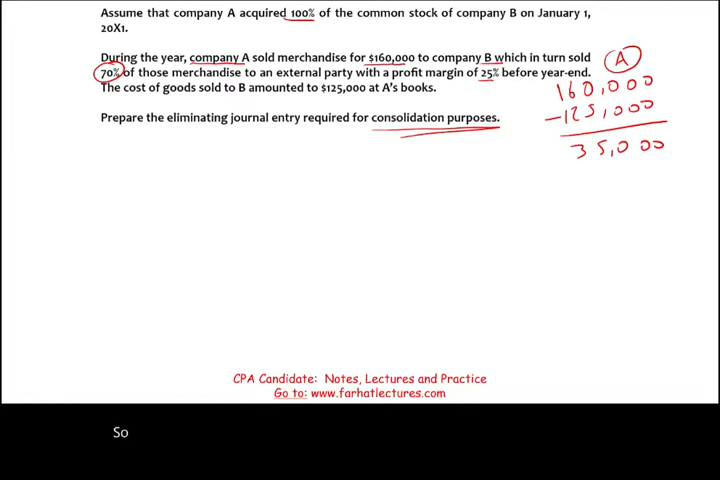 Assume that company A acquired 100% of the common stock of company B on January 1,
20X1.
During the year, company A sold merchandise for $160,000 to company B which in turn sold
70% of those merchandise to an external party with a profit margin of 25% before year-end.
The cost of goods sold to B amounted to $125,000 at A's books.
Prepare the eliminating journal entry required for consolidation purposes.
A
160,000
-125,000
35,000
CPA Candidate: Notes, Lectures and Practice
Go to: www.farhatlectures.com
So